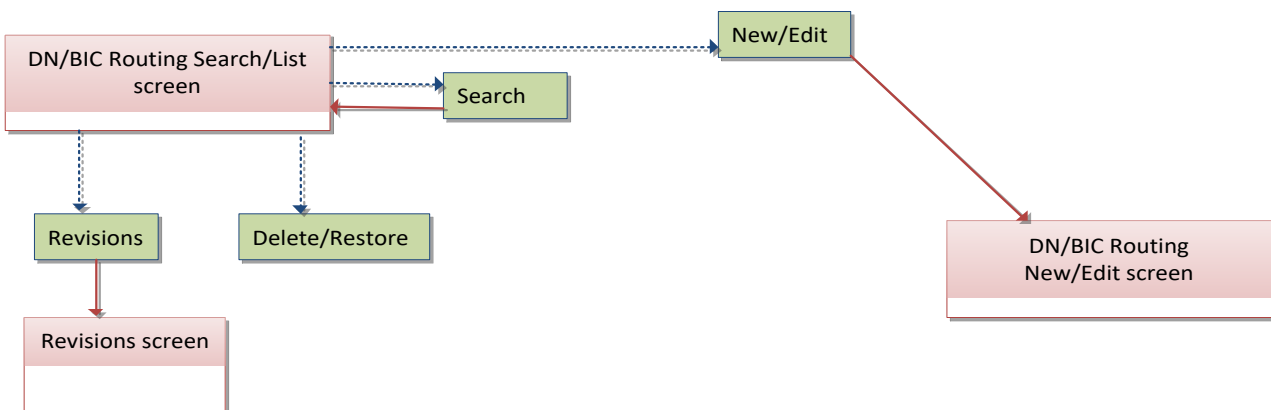 New/Edit
DN/BIC Routing Search/List
screen
Search
Revisions
Delete/Restore
DN/BIC Routing
New/Edit screen
Revisions screen